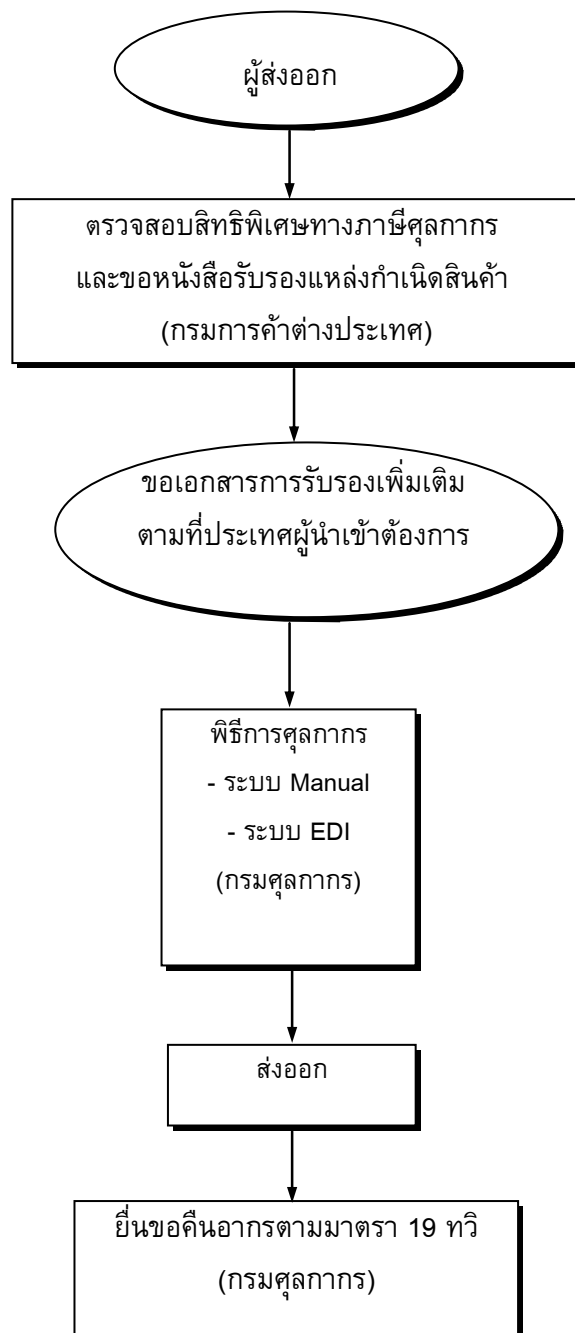 ผู้ส่งออก
ตรวจสอบสิทธิพิเศษทางภาษีศุลกากร
และขอหนังสือรับรองแหล่งกำเนิดสินค้า
(กรมการค้าต่างประเทศ)
ขอเอกสารการรับรองเพิ่มเติม
ตามที่ประเทศผู้นำเข้าต้องการ
พิธีการศุลกากร
- ระบบ Manual
- ระบบ EDI
(กรมศุลกากร)
ส่งออก
ยื่นขอคืนอากรตามมาตรา 19 ทวิ
(กรมศุลกากร)